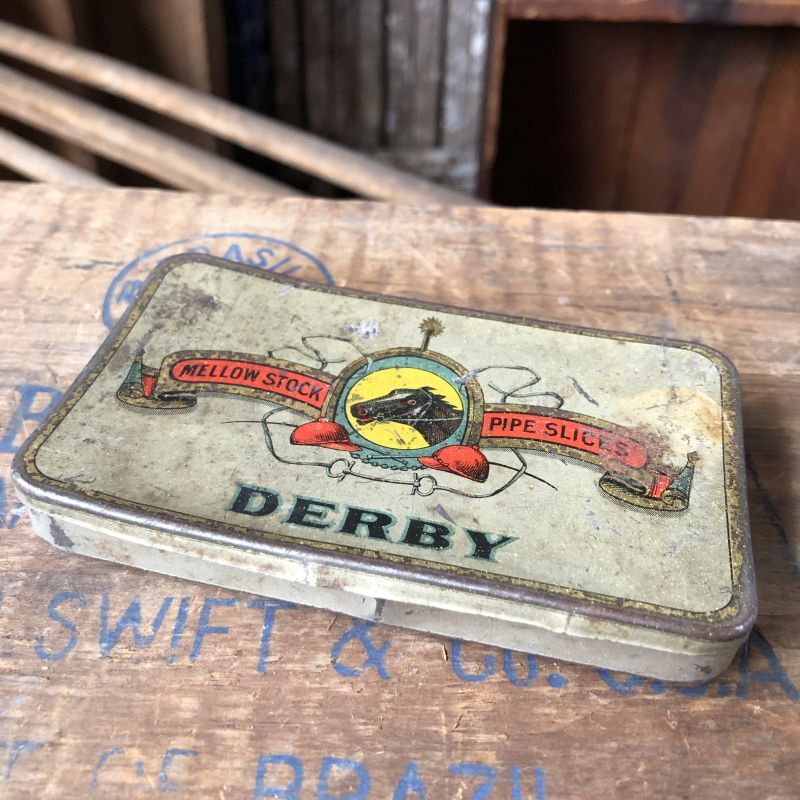 MELLOW STOCK
PIPE SLICES
DERBY
SWIFT & CO. U.S.A
OF BRAZIL